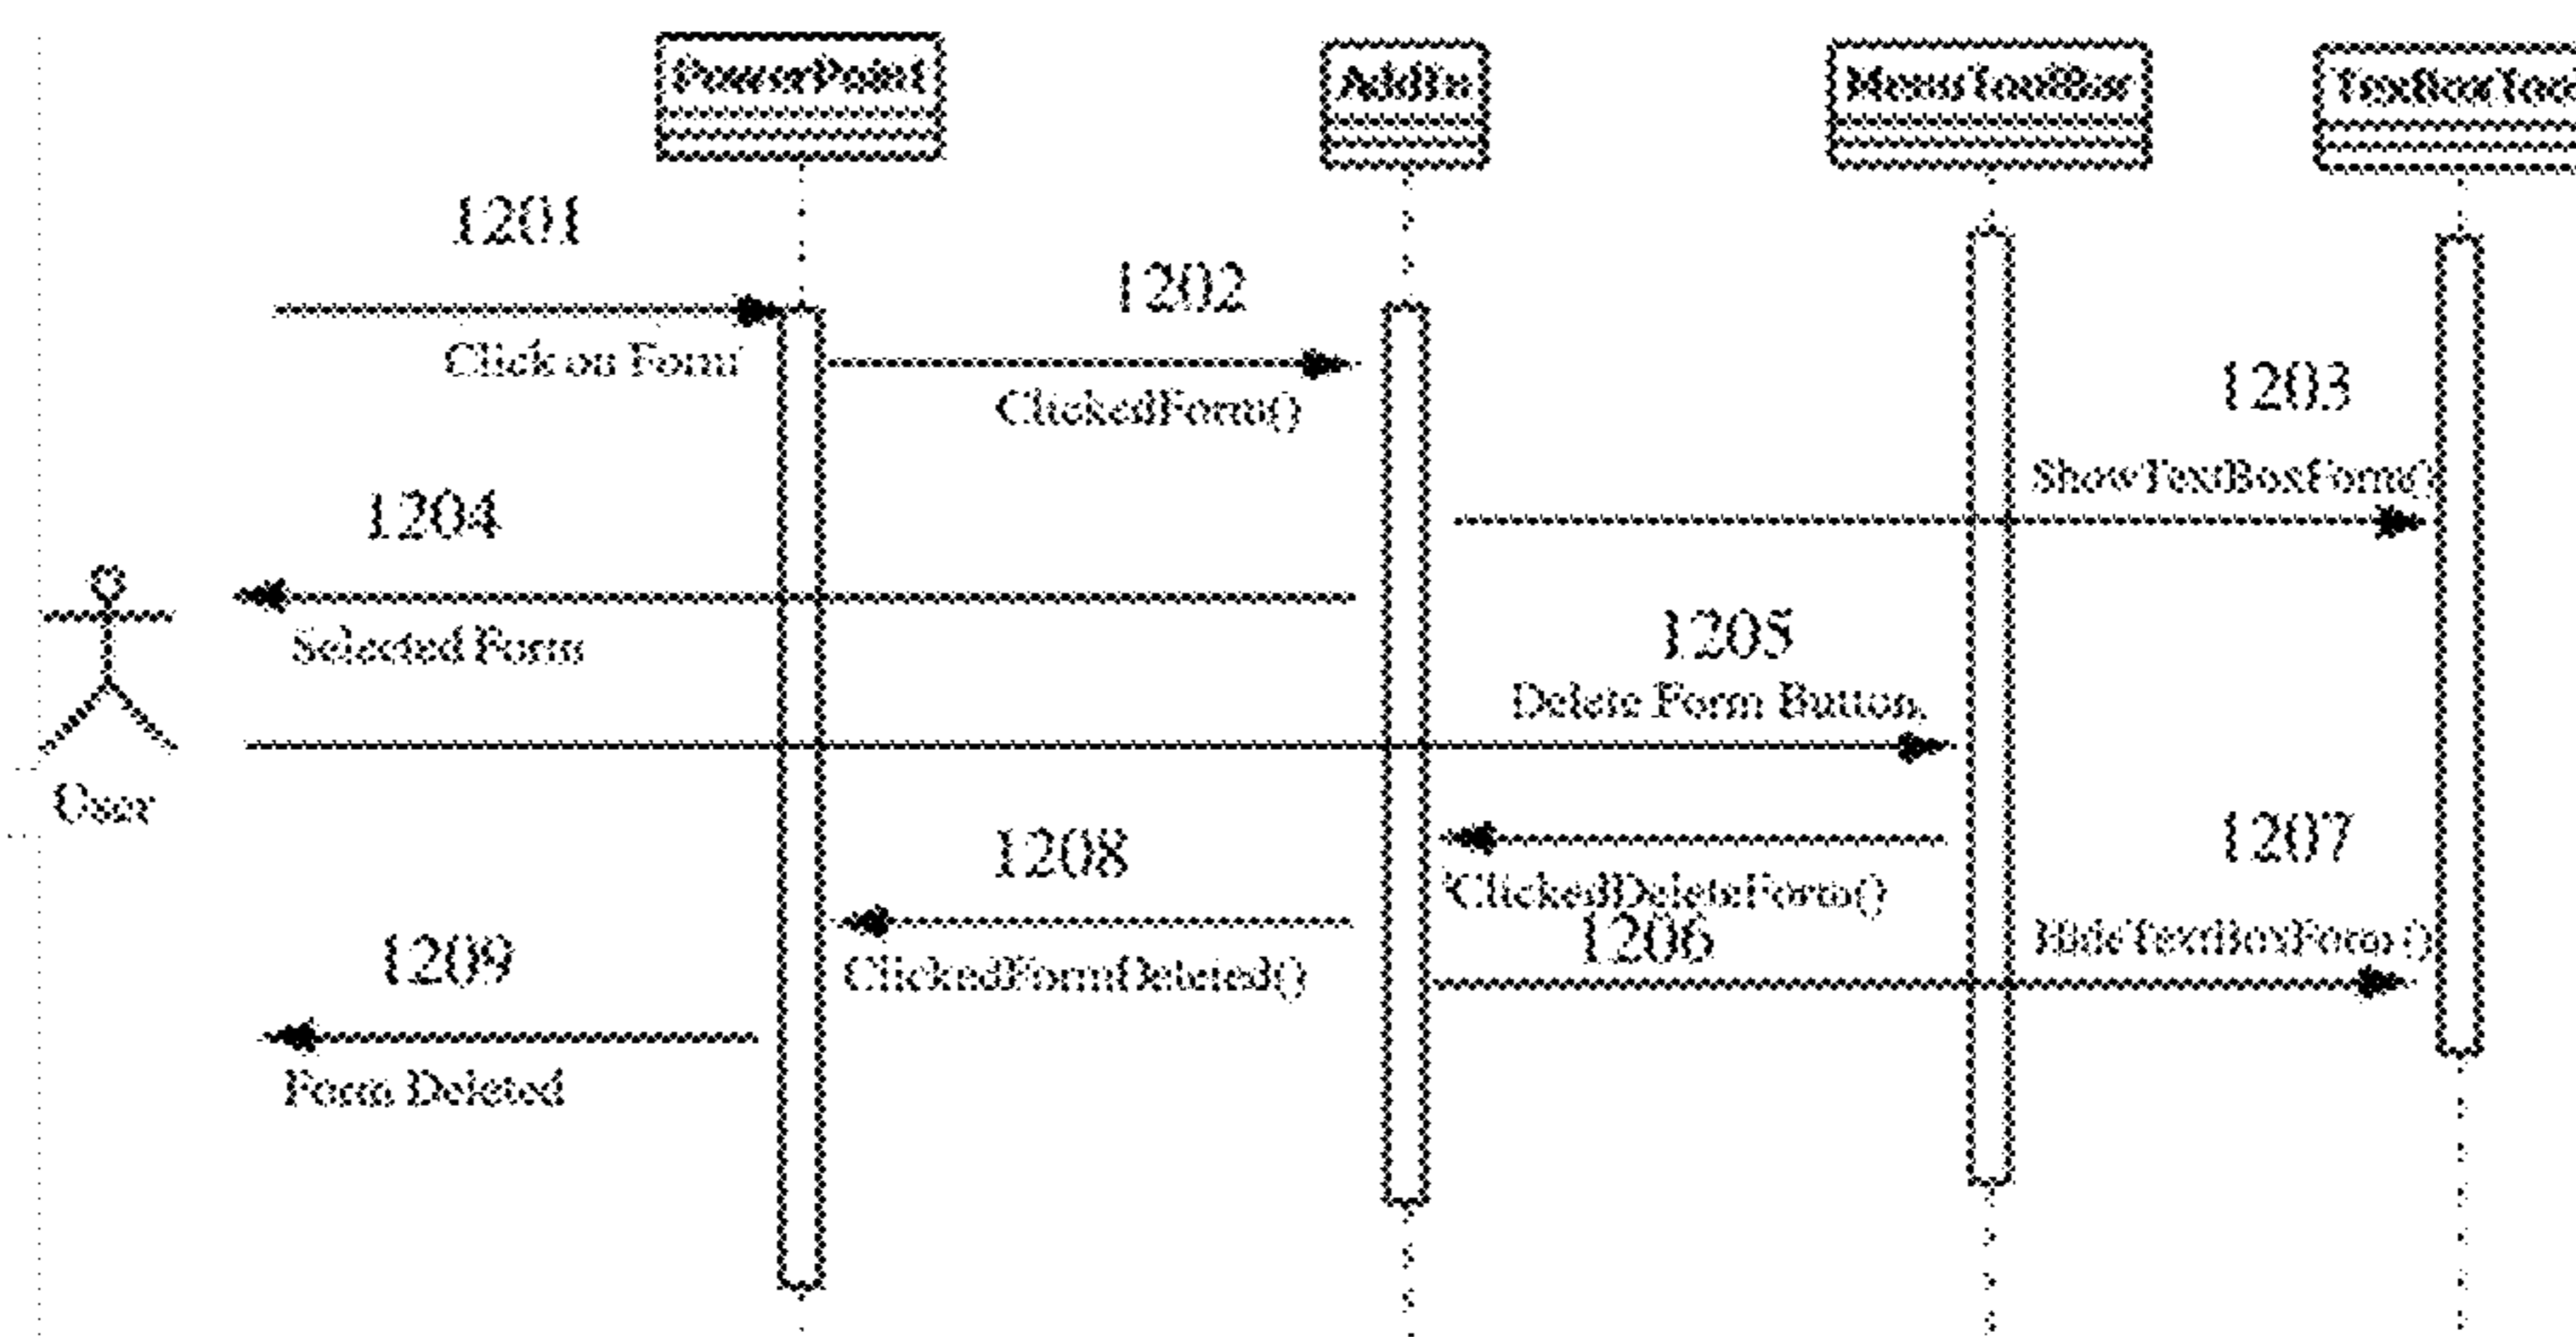 PowerPoint
AddIn
MenuToolBar
1201
1202
Click on Form
ClickedForm()
1203
ShowTextBoxForm()
1204
Selected Form
1205
Delete Form Button
User
1208
1207
ClickedDeleteForm()
1206
HideTextBoxForm ()
1209
ClickedFormDeleted()
Form Deleted